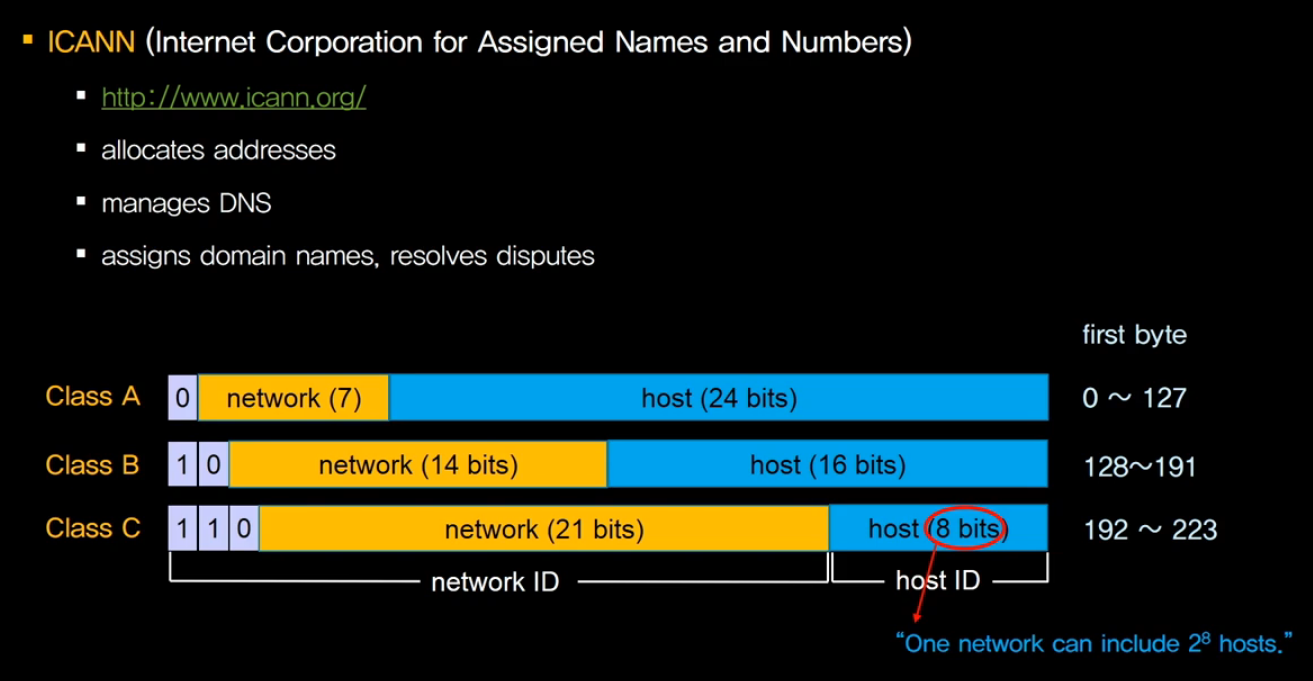 ▪ ICANN (Internet Corporation for Assigned Names and Numbers)
▪ http://www.icann.org/
▪ allocates addresses
▪ manages DNS
▪ assigns domain names, resolves disputes
first byte
Class A 0 network (7) host (24 bits) 0 ~ 127
Class B 1 0 network (14 bits) host (16 bits) 128~191
Class C 1 1 0 network (21 bits) host (8 bits) 192 ~ 223
network ID host ID
“One network can include 2⁸ hosts.”